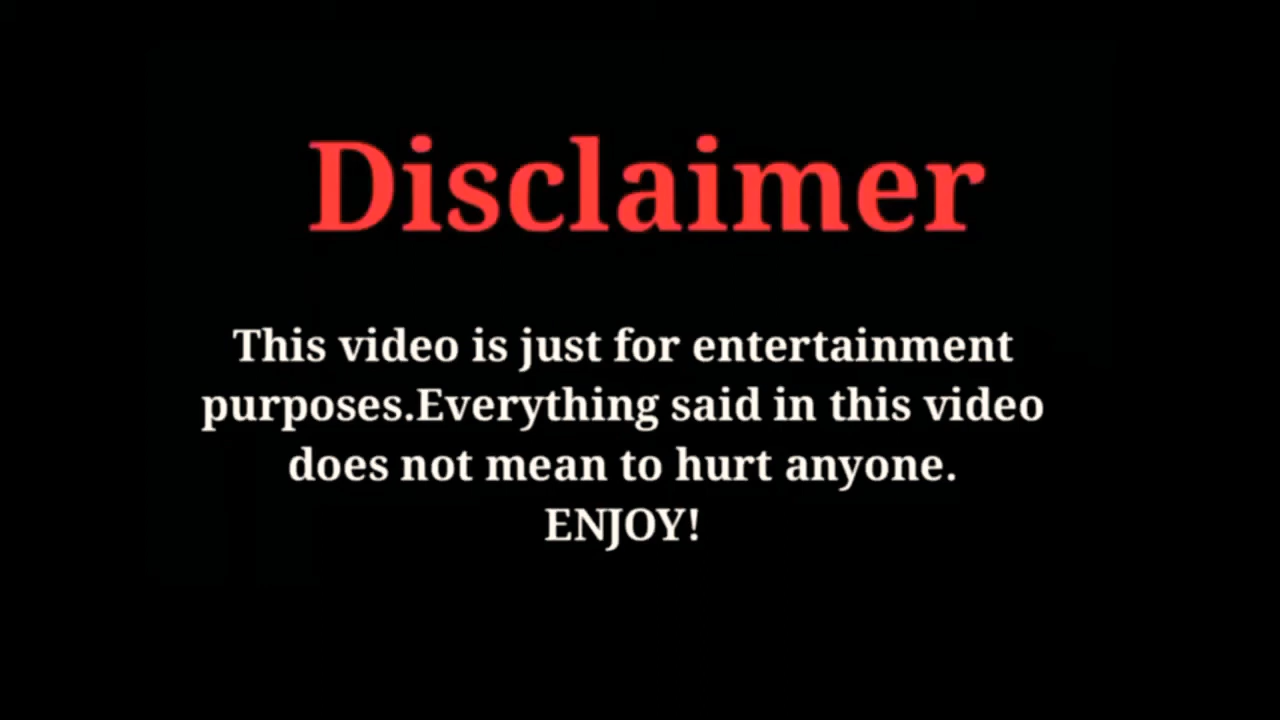 Disclaimer
This video is just for entertainment
purposes.Everything said in this video
does not mean to hurt anyone.
ENJOY!